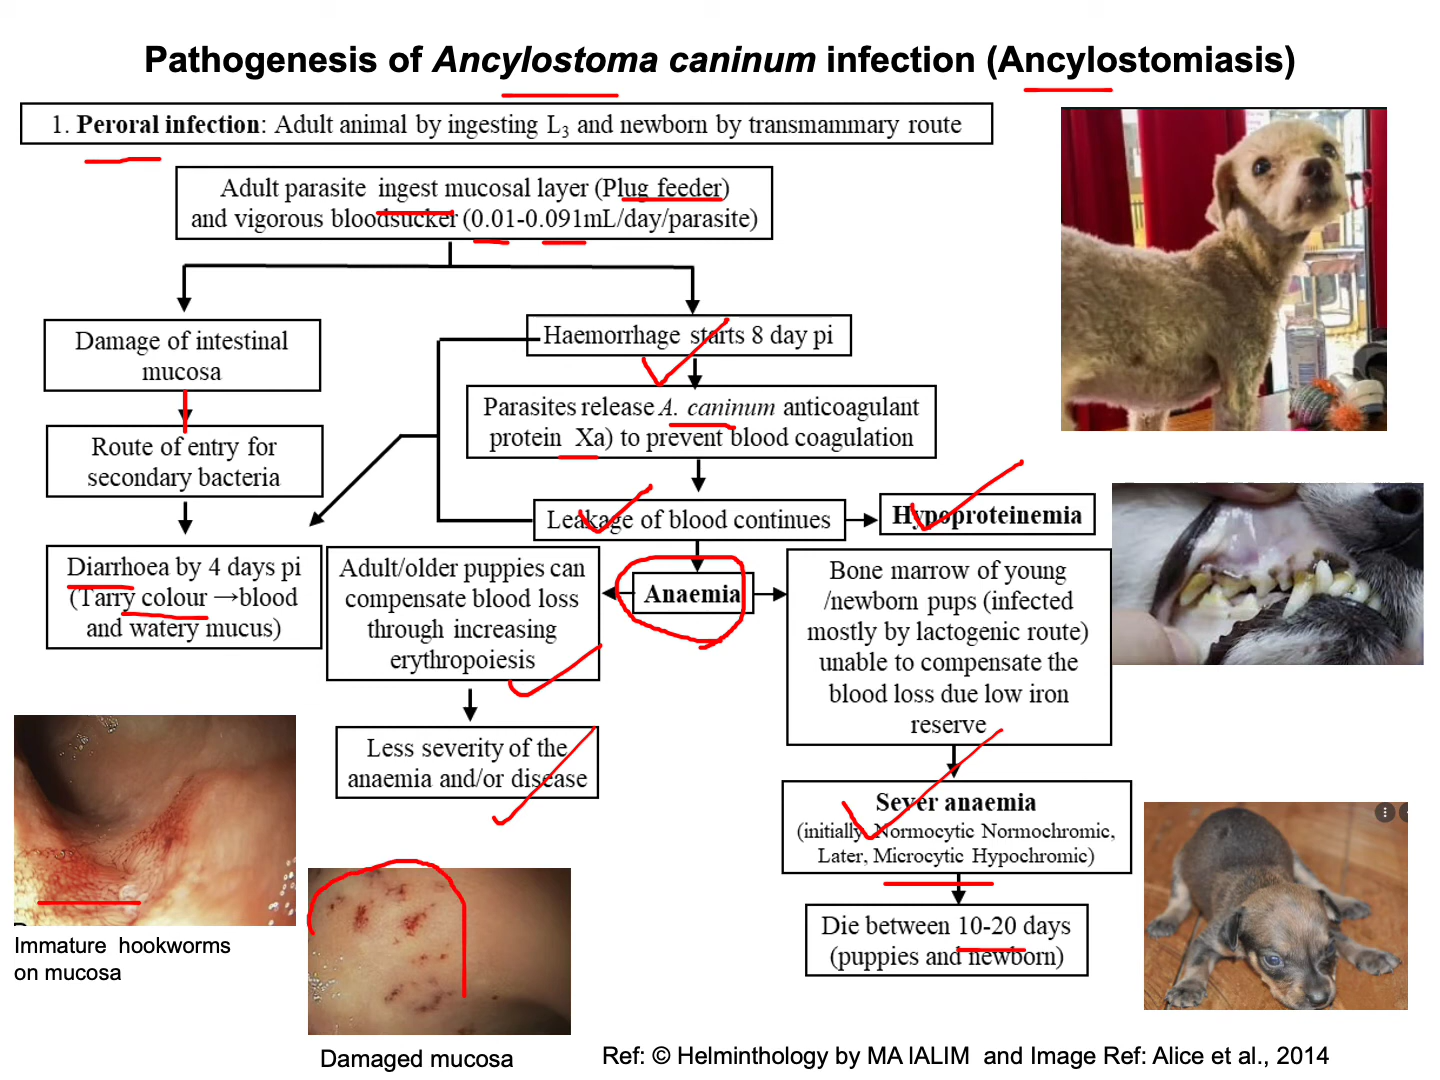 Pathogenesis of Ancylostoma caninum infection (Ancylostomiasis)
1. Peroral infection: Adult animal by ingesting L3 and newborn by transmammary route
Adult parasite ingest mucosal layer (Plug feeder)
and vigorous bloodsucker (0.01-0.091mL/day/parasite)
Damage of intestinal
mucosa
Route of entry for
secondary bacteria
Diarrhoea by 4 days pi
(Tarry colour →blood
and watery mucus)
Haemorrhage starts 8 day pi
Parasites release A. caninum anticoagulant
protein Xa) to prevent blood coagulation
Leakage of blood continues
Hypoproteinemia
Anaemia
Adult/older puppies can
compensate blood loss
through increasing
erythropoiesis
Less severity of the
anaemia and/or disease
Bone marrow of young
/newborn pups (infected
mostly by lactogenic route)
unable to compensate the
blood loss due low iron
reserve
Sever anaemia
(initially, Normocytic Normochromic,
Later, Microcytic Hypochromic)
Die between 10-20 days
(puppies and newborn)
Immature hookworms
on mucosa
Damaged mucosa
Ref: © Helminthology by MA lALIM and Image Ref: Alice et al., 2014